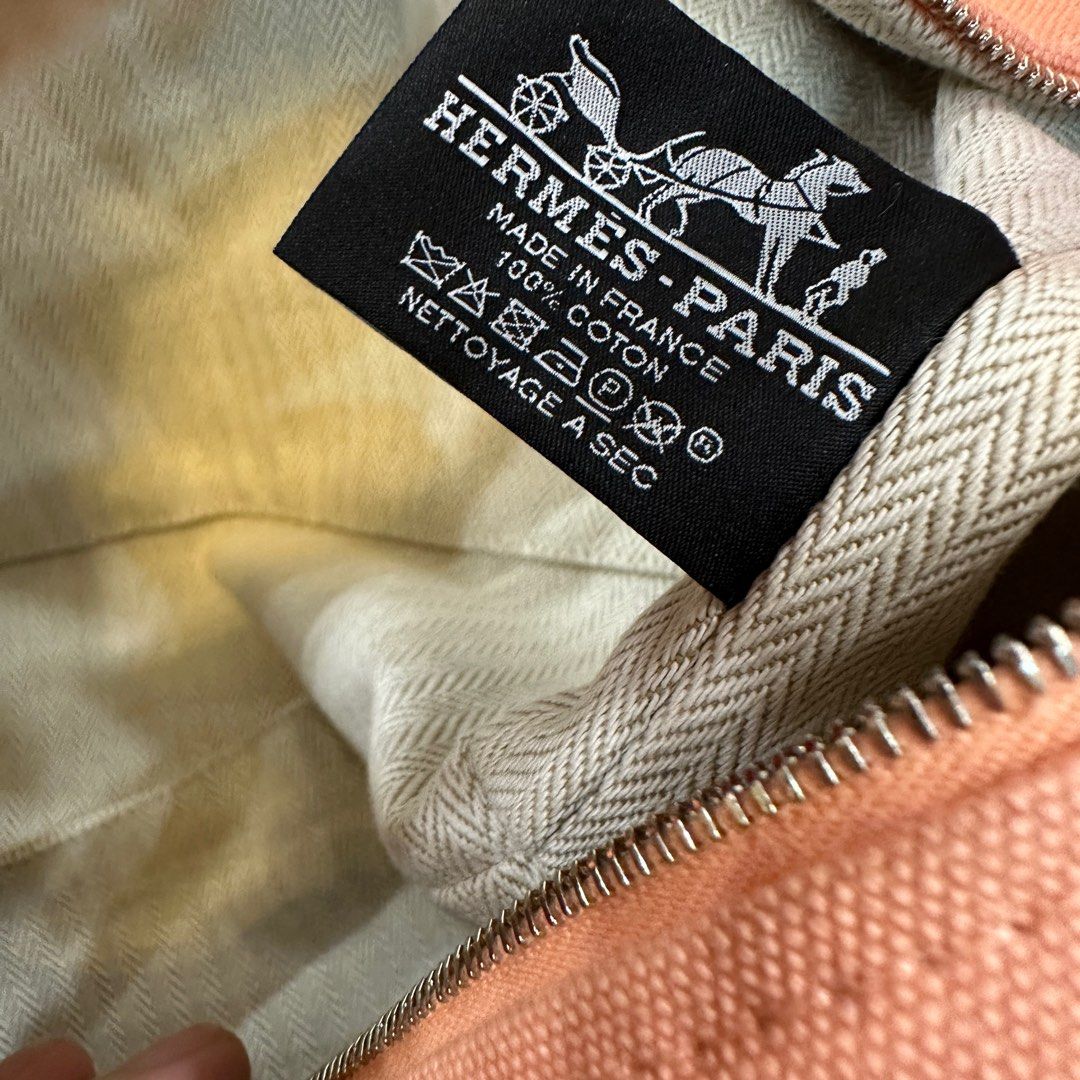 HERMÈS-PARIS
MADE IN FRANCE
100% COTON
P ®
NETTOYAGE A SEC